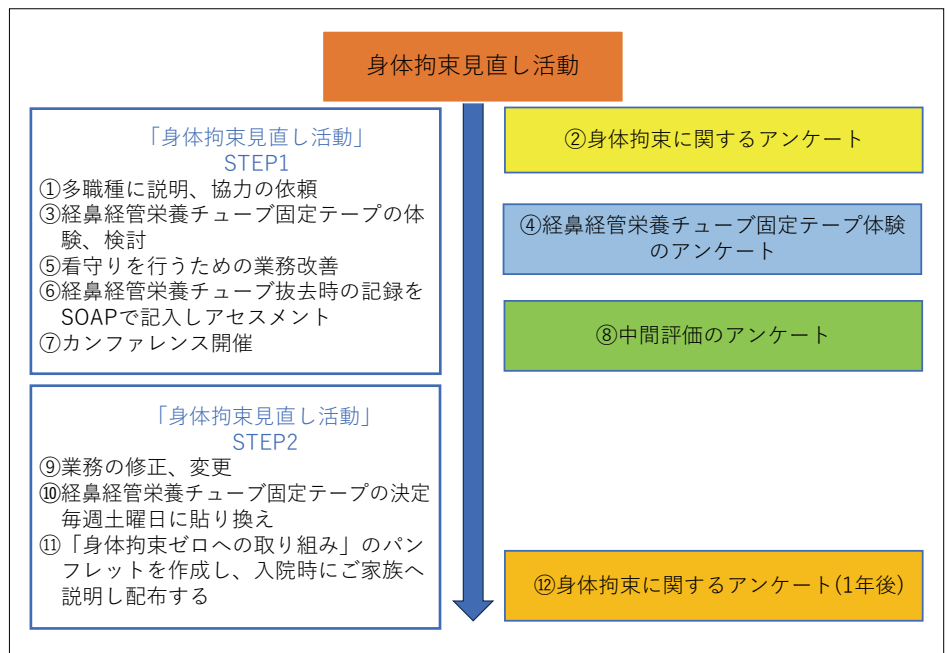 身体拘束見直し活動
「身体拘束見直し活動」
STEP1
①多職種に説明、協力の依頼
③経鼻経管栄養チューブ固定テープの体
験、検討
⑤看守りを行うための業務改善
⑥経鼻経管栄養チューブ抜去時の記録を
SOAPで記入しアセスメント
⑦カンファレンス開催
「身体拘束見直し活動」
STEP2
⑨業務の修正、変更
⑩経鼻経管栄養チューブ固定テープの決定
毎週土曜日に貼り換え
⑪「身体拘束ゼロへの取り組み」のパン
フレットを作成し、入院時にご家族へ
説明し配布する
②身体拘束に関するアンケート
④経鼻経管栄養チューブ固定テープ体験
のアンケート
⑧中間評価のアンケート
⑫身体拘束に関するアンケート(1年後)